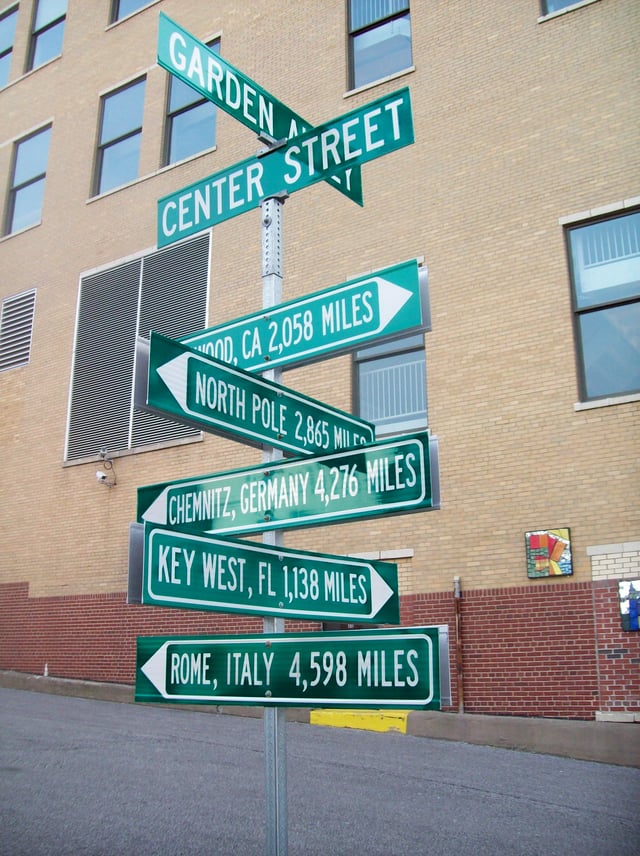 GARDEN
CENTER STREET
WOOD, CA 2,058 MILES
NORTH POLE 2,865 MILES
CHEMNITZ, GERMANY 4,276 MILES
KEY WEST, FL 1,138 MILES
ROME, ITALY 4,598 MILES